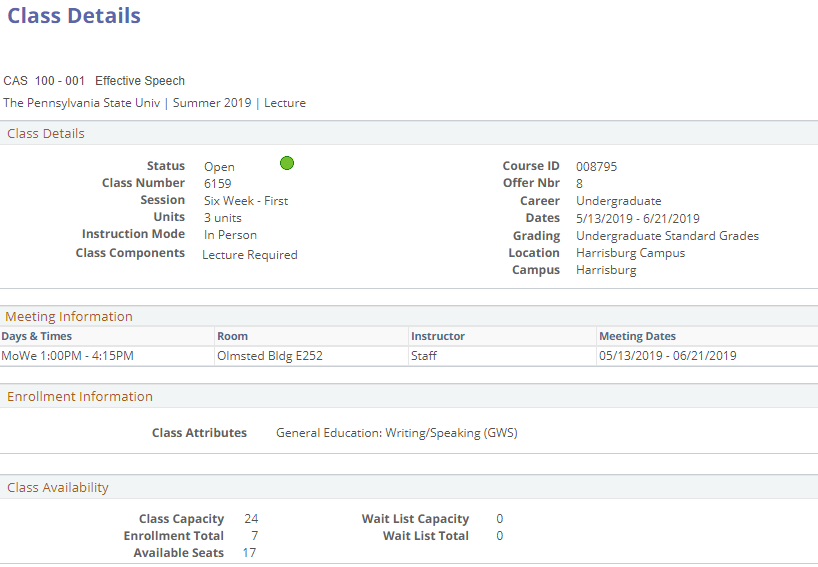 Class Details
CAS 100 - 001 Effective Speech
The Pennsylvania State Univ | Summer 2019 | Lecture
Class Details
Status Open
Class Number 6159
Session Six Week - First
Units 3 units
Instruction Mode In Person
Class Components Lecture Required
Course ID 008795
Offer Nbr 8
Career Undergraduate
Dates 5/13/2019 - 6/21/2019
Grading Undergraduate Standard Grades
Location Harrisburg Campus
Campus Harrisburg
Meeting Information
Days & Times Room Instructor Meeting Dates
MoWe 1:00PM - 4:15PM Olmsted Bldg E252 Staff 05/13/2019 - 06/21/2019
Enrollment Information
Class Attributes General Education: Writing/Speaking (GWS)
Class Availability
Class Capacity 24
Enrollment Total 7
Available Seats 17
Wait List Capacity 0
Wait List Total 0